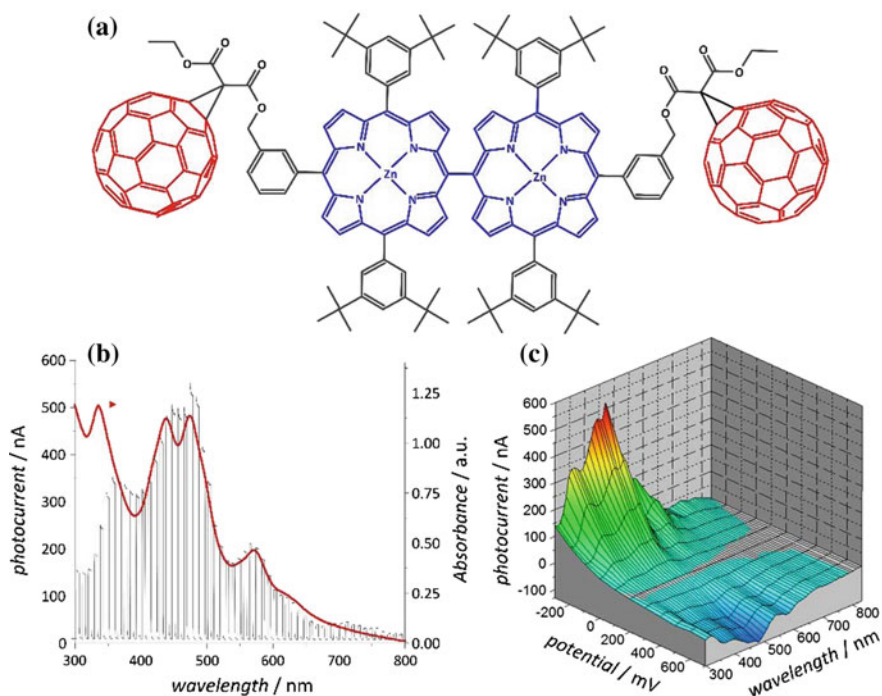 (a)
O
O
O
O
O
O
O
O
N
N
N
N
Zn
N
N
N
N
Zn
(b)
600
500
400
300
200
100
0
photocurrent / nA
1.25
1.00
0.75
0.50
0.25
0.00
Absorbance / a.u.
300 400 500 600 700 800
wavelength / nm
(c)
600
500
400
300
200
100
0
-100
photocurrent / nA
-200 0 200 400 600
potential / mV
300 400 500 600 700 800
wavelength / nm